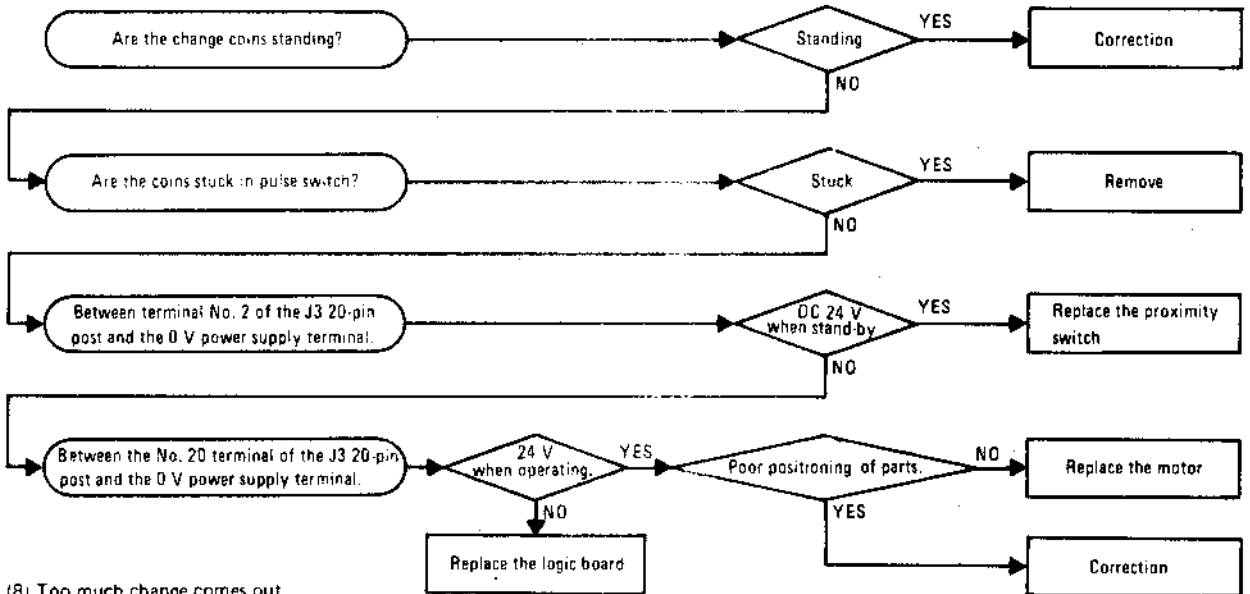 Are the change coins standing?
Standing
YES
Correction
NO
Are the coins stuck in pulse switch?
Stuck
YES
Remove
NO
Between terminal No. 2 of the J3 20-pin
post and the 0 V power supply terminal.
DC 24 V
when stand-by
YES
Replace the proximity
switch
NO
Between the No. 20 terminal of the J3 20-pin
post and the 0 V power supply terminal.
24 V
when operating.
YES
Poor positroning of parts.
NO
Replace the motor
NO
YES
Replace the logic board
Correction
(8) Too much change comes out